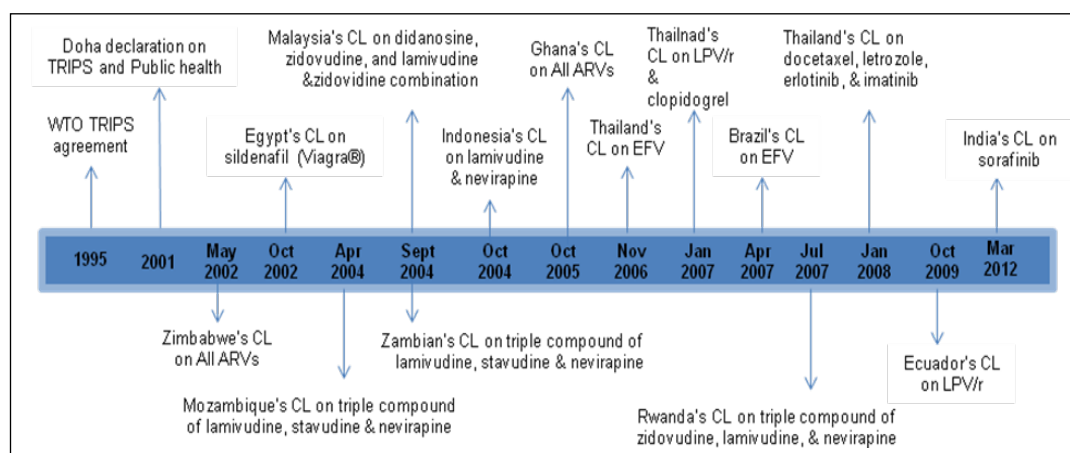 Doha declaration on
TRIPS and Public health
Malaysia's CL on didanosine,
zidovudine, and lamivudine
&zidovidine combination
Ghana's CL
on All ARVs
Thailnad's
CL on LPV/r
&
clopidogrel
Thailand's CL on
docetaxel, letrozole,
erlotinib, & imatinib
WTO TRIPS
agreement
Egypt's CL on
sildenafil (Viagra®)
Indonesia's CL
on lamivudine
& nevirapine
Thailand's
CL on EFV
Brazil's CL
on EFV
India's CL on
sorafinib
1995
2001
May
2002
Oct
2002
Apr
2004
Sept
2004
Oct
2004
Oct
2005
Nov
2006
Jan
2007
Apr
2007
Jul
2007
Jan
2008
Oct
2009
Mar
2012
Zimbabwe's CL
on All ARVs
Zambian's CL on triple compound
of lamivudine, stavudine & nevirapine
Ecuador's CL
on LPV/r
Mozambique's CL on triple compound
of lamivudine, stavudine & nevirapine
Rwanda's CL on triple compound of
zidovudine, lamivudine, & nevirapine